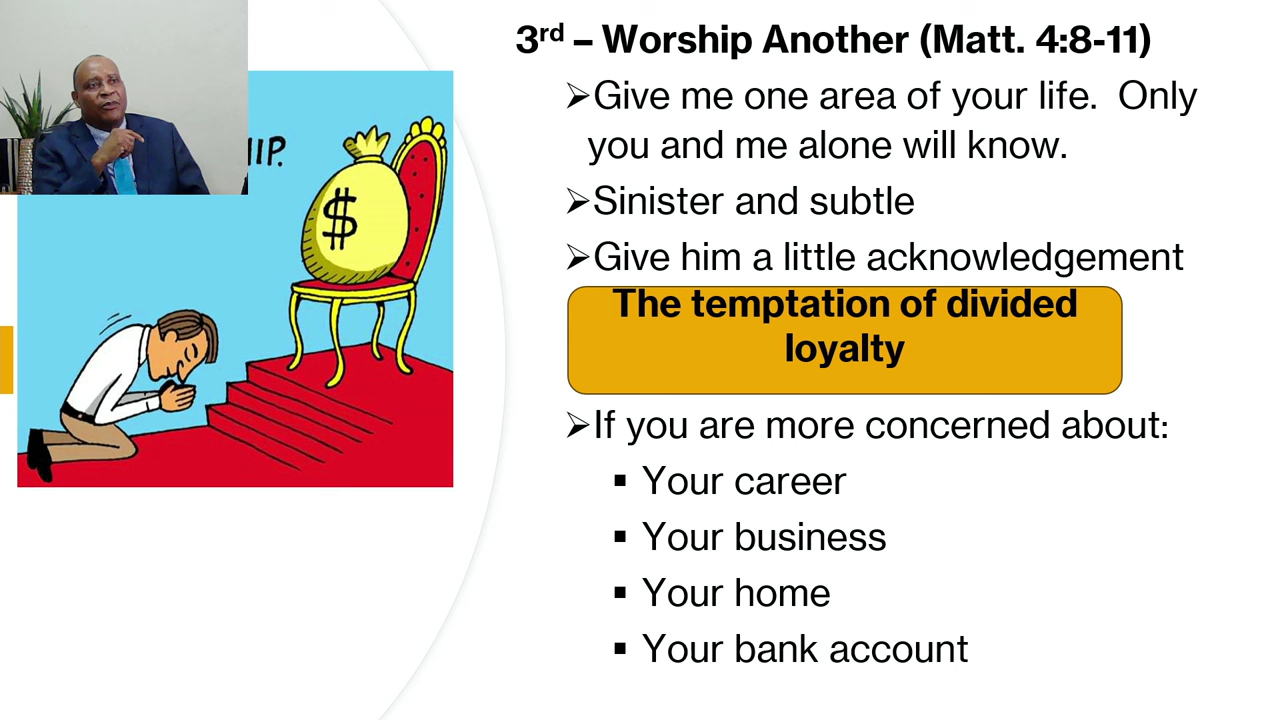 3rd – Worship Another (Matt. 4:8-11)
➢Give me one area of your life.  Only
you and me alone will know.
➢Sinister and subtle
➢Give him a little acknowledgement
The temptation of divided
loyalty
➢If you are more concerned about:
▪ Your career
▪ Your business
▪ Your home
▪ Your bank account
$